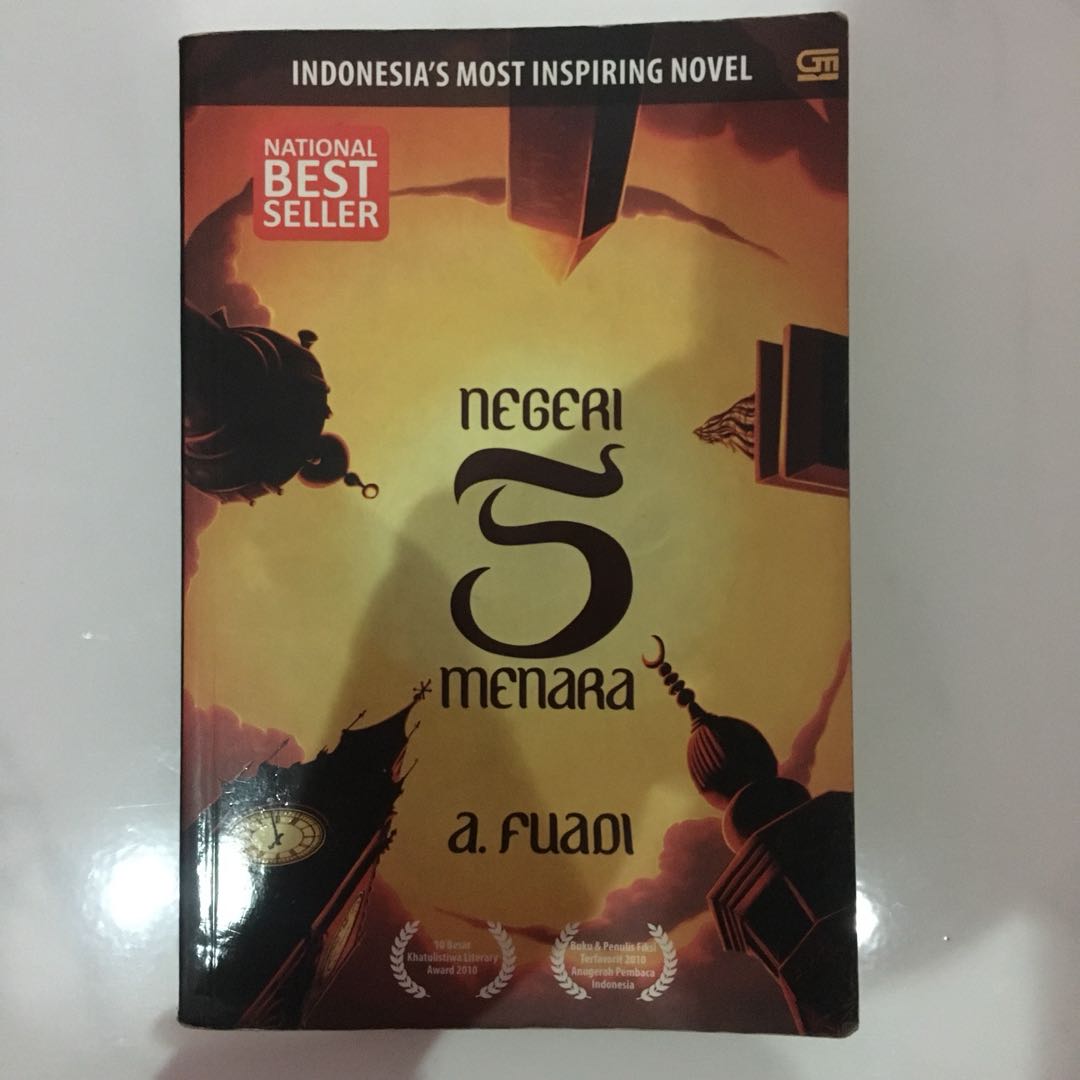 INDONESIA'S MOST INSPIRING NOVEL
GM
NATIONAL
BEST
SELLER
NEGERI
5
MENARA
A. FUADI
10 Besar
Khatulistiwa Literary
Award 2010
Buku & Penulis Fiksi
Terfavorit 2010
Anugerah Pembaca
Indonesia